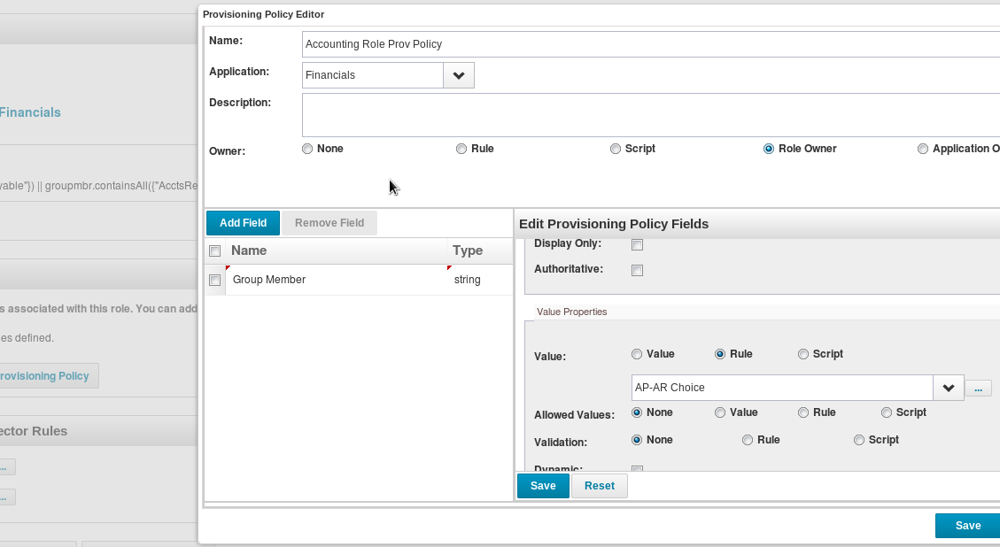 Provisioning Policy Editor
Name:
Accounting Role Prov Policy
Application:
Financials
Financials
Description:
Owner:
None
Rule
Script
Role Owner
Application O
yable"}) || groupmbr.containsAll({"AcctsRe
Add Field
Remove Field
Edit Provisioning Policy Fields
Name
Type
Display Only:
Authoritative:
Group Member
string
s associated with this role. You can add
Value Properties
es defined.
Value:
Value
Rule
Script
rovisioning Policy
AP-AR Choice
...
Allowed Values:
None
Value
Rule
Script
ector Rules
Validation:
None
Rule
Script
...
Dynamic:
Save
Reset
...
Save